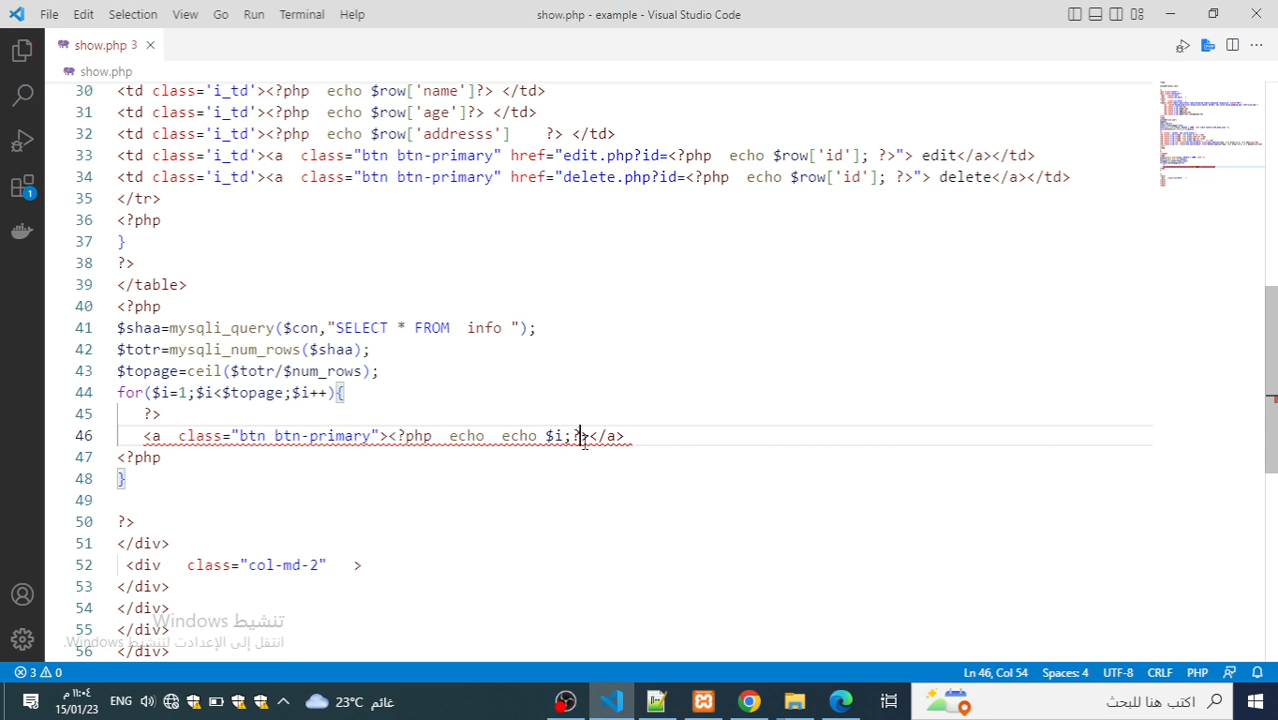 File Edit Selection View Go Run Terminal Help show.php - example - Visual Studio Code
show.php 3
show.php
30 <td class='i_td'><?php  echo $row['name']?> </td>
31 <td class='i_td'><?php  echo $row['age']?> </td>
32 <td class='i_td'><?php  echo $row['addresss']    ?> </td>
33 <td class='i_td'><a  class="btn btn-primary" href="edit.php?id=<?php  echo $row['id']; ?>"> edit</a></td>
34 <td class='i_td'><a  class="btn btn-primary" href="delete.php?id=<?php  echo $row['id']; ?>"> delete</a></td>
35 </tr>
36 <?php
37 }
38 ?>
39 </table>
40 <?php
41 $shaa=mysqli_query($con,"SELECT * FROM  info ");
42 $totr=mysqli_num_rows($shaa);
43 $topage=ceil($totr/$num_rows);
44 for($i=1;$i<$topage;$i++){
45    ?>
46    <a  class="btn btn-primary"><?php  echo  echo $i;?></a>
47 <?php
48 }
49
50 ?>
51 </div>
52  <div   class="col-md-2"   >
53 </div>
54 </div>
55 </div>
56 </div>
تنشيط Windows
انتقل إلى الإعدادت لتنشيط Windows.
1
3 0 Ln 46, Col 54 Spaces: 4 UTF-8 CRLF PHP
١١:٠٤ م
15/01/23
ENG 23°C غائم اكتب هنا للبحث